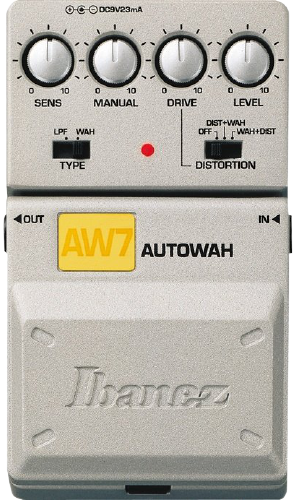 DC9V23mA
0 10 0 10 0 10 0 10
SENS MANUAL DRIVE LEVEL
DIST+WAH
LPF WAH OFF WAH+DIST
TYPE DISTORTION
◀OUT IN◀
AW7 AUTOWAH
Ibanez